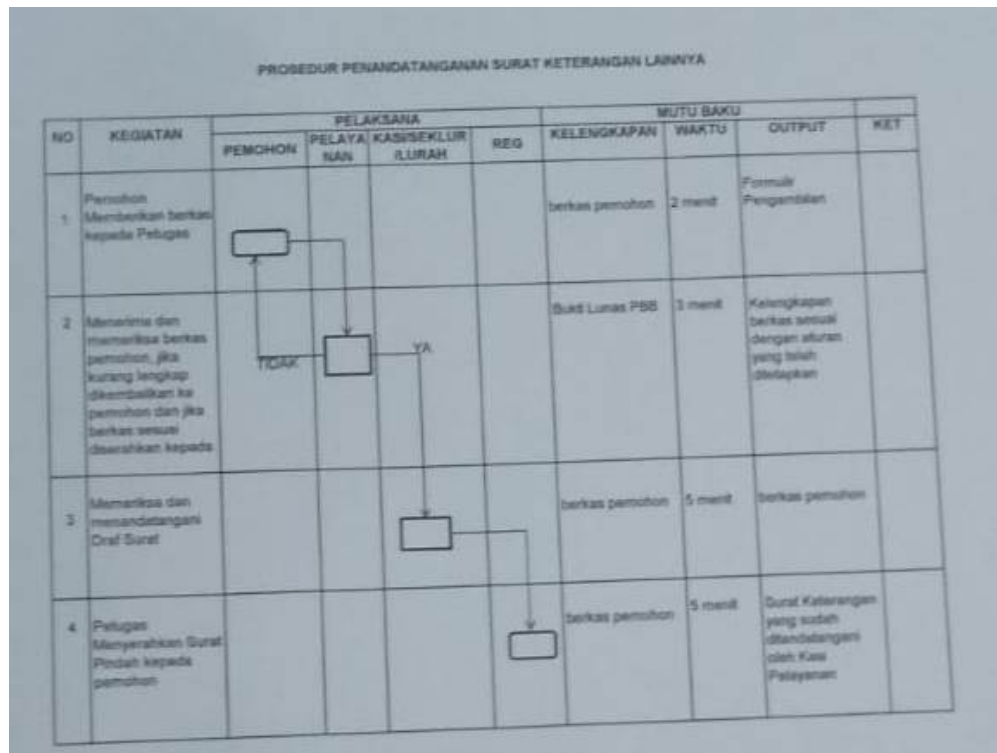 PROSEDUR PENANDATANGANAN SURAT KETERANGAN LAINNYA
NO KEGIATAN PELAKSANA MUTU BAKU KET
PEMOHON PELAYA NAN KASI/SEKLUR /LURAH REG KELENGKAPAN WAKTU OUTPUT
1
Pemohon
Memberikan berkas
kepada Petugas
berkas pemohon
2 menit
Formulir
Pengambilan
2
Menerima dan
memeriksa berkas
pemohon, jika
kurang lengkap
dikembalikan ke
pemohon dan jika
berkas sesuai
diserahkan kepada
TIDAK
YA
Bukti Lunas PBB
3 menit
Kelengkapan
berkas sesuai
dengan aturan
yang telah
ditetapkan
3
Memeriksa dan
menandatangani
Draf Surat
berkas pemohon
5 menit
berkas pemohon
4
Petugas
Menyerahkan Surat
Pindah kepada
pemohon
berkas pemohon
5 menit
Surat Keterangan
yang sudah
ditandatangani
oleh Kasi
Pelayanan